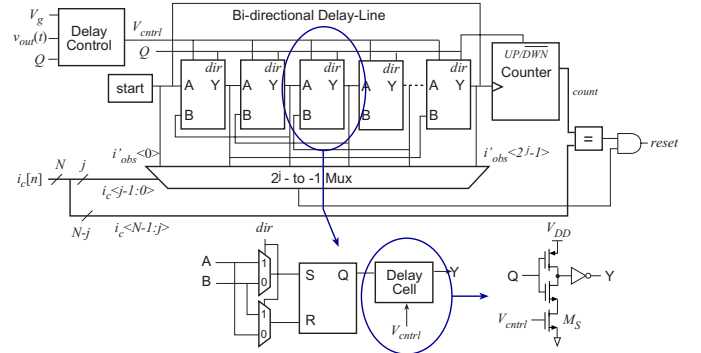 Bi-directional Delay-Line
V_g
v_out(t)
Q
Delay Control
V_cntrl
Q
UP/DWN
Counter
count
start
dir
A Y
B
dir
A Y
B
dir
A Y
B
dir
A Y
B
dir
A Y
B
=
reset
i'_obs<0>
i'_obs<2^j-1>
N
j
i_c[n]
2^j - to -1 Mux
i_c<j-1:0>
N-j
i_c<N-1:j>
dir
A
B
1
0
1
0
S Q
R
Delay Cell
Y
V_cntrl
V_DD
Q
Y
V_cntrl
M_S